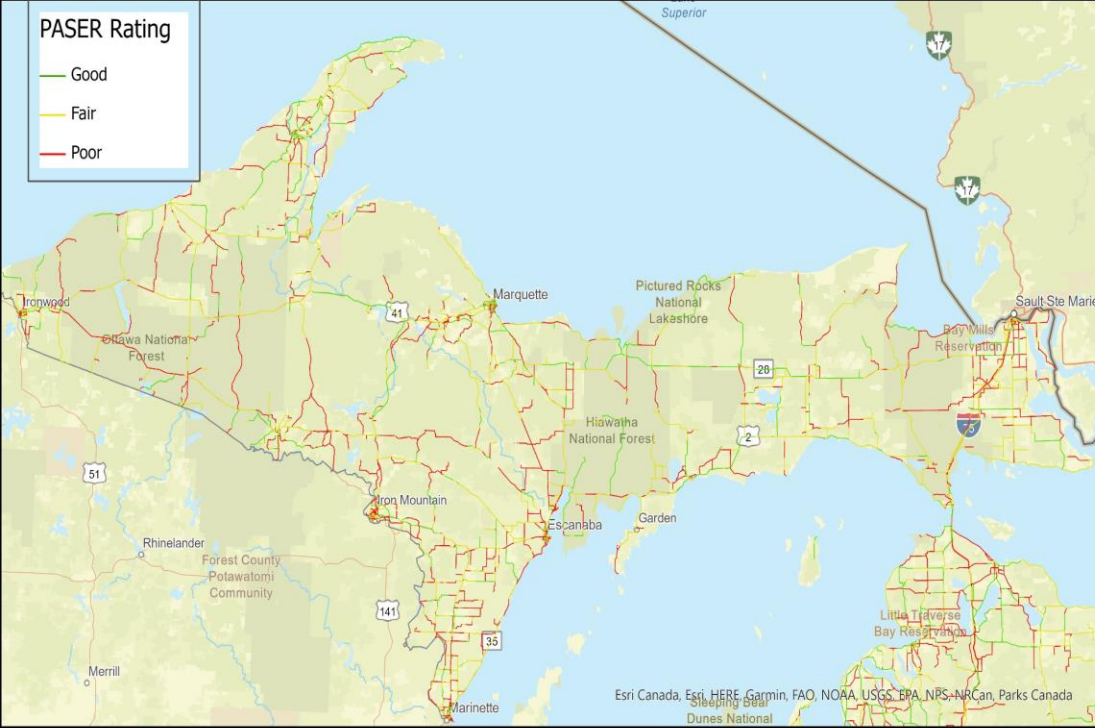 PASER Rating
Good
Fair
Poor
Superior
17
17
Ironwood
Ottawa National
Forest
41
Marquette
Pictured Rocks
National
Lakeshore
Sault Ste Marie
Bay Mills
Reservation
28
Hiawatha
National Forest
2
75
51
Iron Mountain
Escanaba
Garden
Rhinelander
Forest County
Potawatomi
Community
141
35
Little Traverse
Bay Reservation
Merrill
Marinette
Esri Canada, Esri, HERE, Garmin, FAO, NOAA, USGS, EPA, NPS, NRCan, Parks Canada
Sleeping Bear
Dunes National